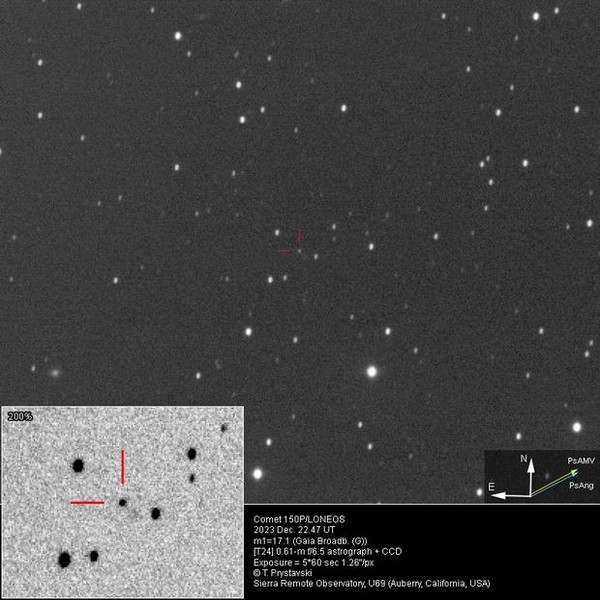 200%
N
E
PsAMV
PsAng
Comet 150P/LONEOS
2023 Dec. 22.47 UT
m1=17.1 (Gaia Broadb. (G))
[T24] 0.61-m f/6.5 astrograph + CCD
Exposure = 5*60 sec 1.26"/px
© T. Prystavski
Sierra Remote Observatory, U69 (Auberry, California, USA)